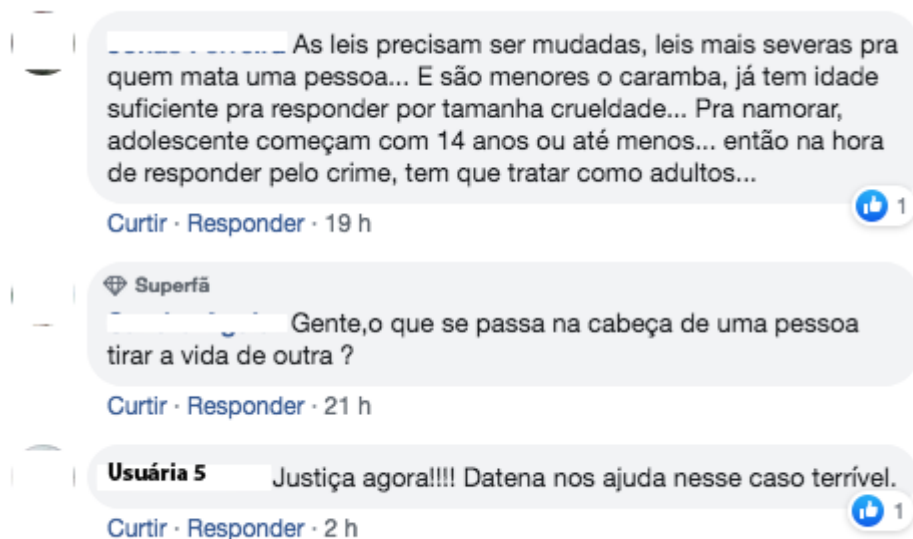 As leis precisam ser mudadas, leis mais severas pra
quem mata uma pessoa... E são menores o caramba, já tem idade
suficiente pra responder por tamanha crueldade... Pra namorar,
adolescente começam com 14 anos ou até menos... então na hora
de responder pelo crime, tem que tratar como adultos...
1
Curtir · Responder · 19 h
Superfã
Gente,o que se passa na cabeça de uma pessoa
tirar a vida de outra ?
Curtir · Responder · 21 h
Usuária 5 Justiça agora!!!! Datena nos ajuda nesse caso terrível.
1
Curtir · Responder · 2 h